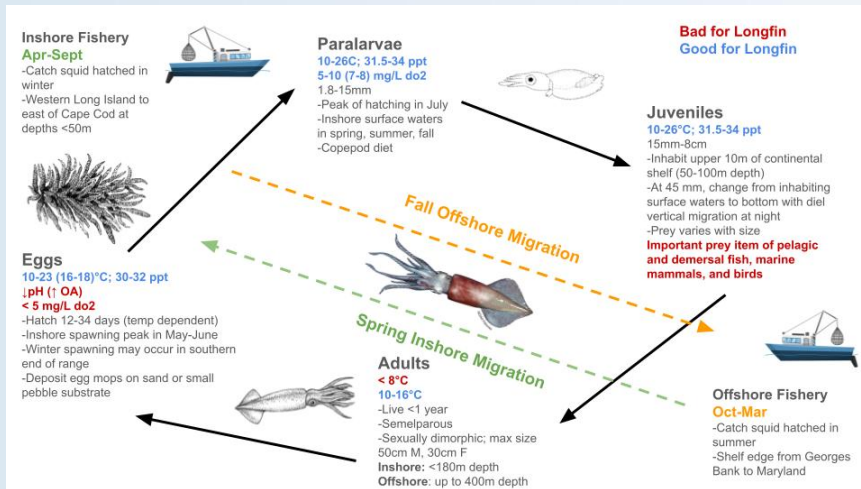 Inshore Fishery
Apr-Sept
-Catch squid hatched in
winter
-Western Long Island to
east of Cape Cod at
depths <50m
Paralarvae
10-26C; 31.5-34 ppt
5-10 (7-8) mg/L do2
1.8-15mm
-Peak of hatching in July
-Inshore surface waters
in spring, summer, fall
-Copepod diet
Bad for Longfin
Good for Longfin
Juveniles
10-26°C; 31.5-34 ppt
15mm-8cm
-Inhabit upper 10m of continental
shelf (50-100m depth)
-At 45 mm, change from inhabiting
surface waters to bottom with diel
vertical migration at night
-Prey varies with size
Important prey item of pelagic
and demersal fish, marine
mammals, and birds
Fall Offshore Migration
Spring Inshore Migration
Eggs
10-23 (16-18)°C; 30-32 ppt
↓pH (↑ OA)
< 5 mg/L do2
-Hatch 12-34 days (temp dependent)
-Inshore spawning peak in May-June
-Winter spawning may occur in southern
end of range
-Deposit egg mops on sand or small
pebble substrate
Adults
< 8°C
10-16°C
-Live <1 year
-Semelparous
-Sexually dimorphic; max size
50cm M, 30cm F
Inshore: <180m depth
Offshore: up to 400m depth
Offshore Fishery
Oct-Mar
-Catch squid hatched in
summer
-Shelf edge from Georges
Bank to Maryland